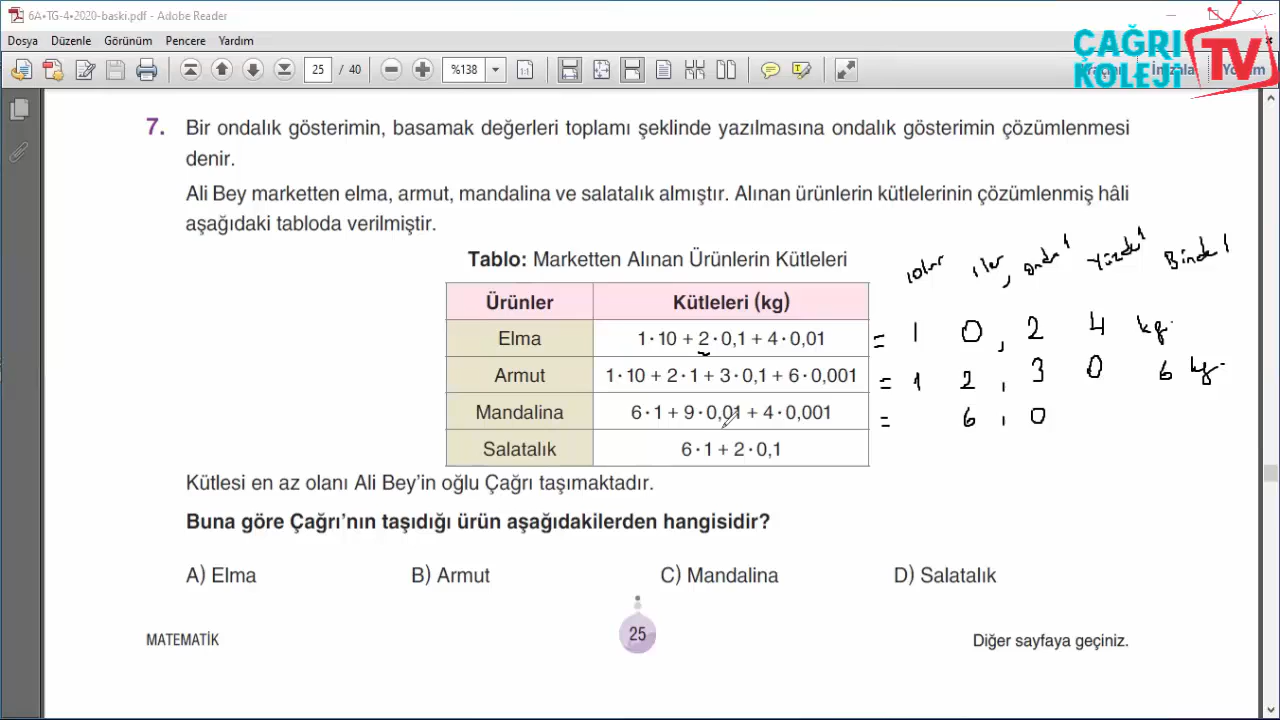 6A•TG-4•2020-baski.pdf - Adobe Reader
Dosya Düzenle Görünüm Pencere Yardım
25 / 40 %138
ÇAĞRI
KOLEJİ TV
7. Bir ondalık gösterimin, basamak değerleri toplamı şeklinde yazılmasına ondalık gösterimin çözümlenmesi
denir.
Ali Bey marketten elma, armut, mandalina ve salatalık almıştır. Alınan ürünlerin kütlelerinin çözümlenmiş hâli
aşağıdaki tabloda verilmiştir.
Tablo: Marketten Alınan Ürünlerin Kütleleri
onlar , onda 1 Yüzde 1 Binde 1
Ürünler Kütleleri (kg)
Elma 1 · 10 + 2 · 0,1 + 4 · 0,01 = 1 0 , 2 4 kg
Armut 1 · 10 + 2 · 1 + 3 · 0,1 + 6 · 0,001 = 1 2 , 3 0 6 kg
Mandalina 6 · 1 + 9 · 0,01 + 4 · 0,001 = 6 , 0
Salatalık 6 · 1 + 2 · 0,1
Kütlesi en az olanı Ali Bey’in oğlu Çağrı taşımaktadır.
Buna göre Çağrı’nın taşıdığı ürün aşağıdakilerden hangisidir?
A) Elma B) Armut C) Mandalina D) Salatalık
25
MATEMATİK Diğer sayfaya geçiniz.